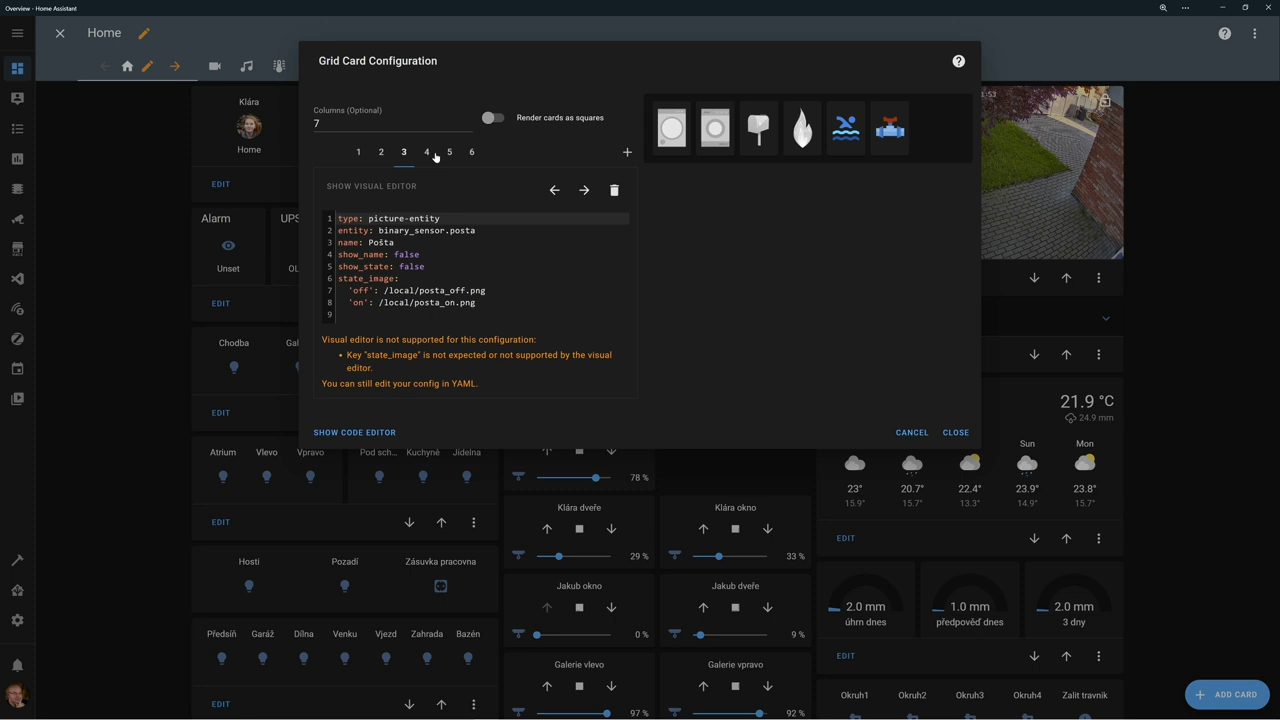 Overview - Home Assistant
Home
Grid Card Configuration
Columns (Optional)
7
Render cards as squares
1 2 3 4 5 6
SHOW VISUAL EDITOR
1 type: picture-entity
2 entity: binary_sensor.posta
3 name: Pošta
4 show_name: false
5 show_state: false
6 state_image:
7 'off': /local/posta_off.png
8 'on': /local/posta_on.png
9
Visual editor is not supported for this configuration:
• Key "state_image" is not expected or not supported by the visual
editor.
You can still edit your config in YAML.
SHOW CODE EDITOR
CANCEL CLOSE
Klára
Home
EDIT
Alarm
Unset
EDIT
Chodba
EDIT
Atrium Vlevo Vpravo Pod sch... Kuchyně Jídelna
EDIT
Hosti Pozadí Zásuvka pracovna
Předsíň Garáž Dílna Venku Vjezd Zahrada Bazén
EDIT
78 %
Klára dveře Klára okno
29 % 33 %
Jakub okno Jakub dveře
0 % 9 %
Galerie vlevo Galerie vpravo
97 % 92 %
21.9 °C
24.9 mm
Sun Mon
23° 20.7° 22.4° 23.9° 23.8°
15.9° 15.7° 13.3° 14.9° 15.7°
EDIT
2.0 mm 1.0 mm 2.0 mm
úhrn dnes předpověď dnes 3 dny
EDIT
Okruh1 Okruh2 Okruh3 Okruh4 Zalit travnik
ADD CARD